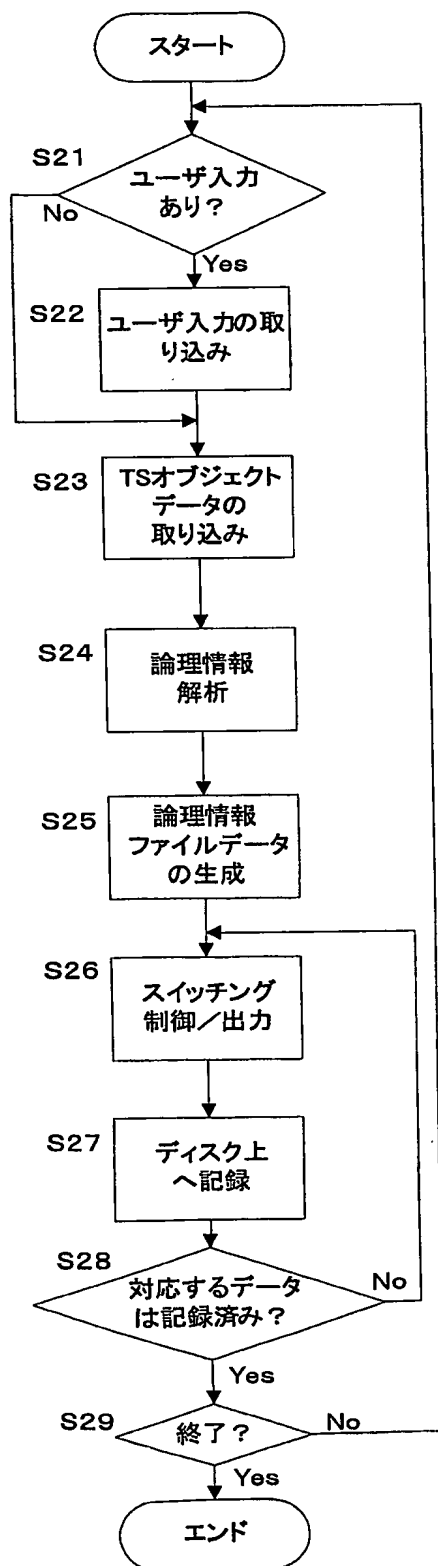 スタート
S21
ユーザ入力
あり?
No
Yes
S22
ユーザ入力の取
り込み
S23
TSオブジェクト
データの
取り込み
S24
論理情報
解析
S25
論理情報
ファイルデータ
の生成
S26
スイッチング
制御/出力
S27
ディスク上
へ記録
S28
対応するデータ
は記録済み?
No
Yes
S29
終了?
No
Yes
エンド